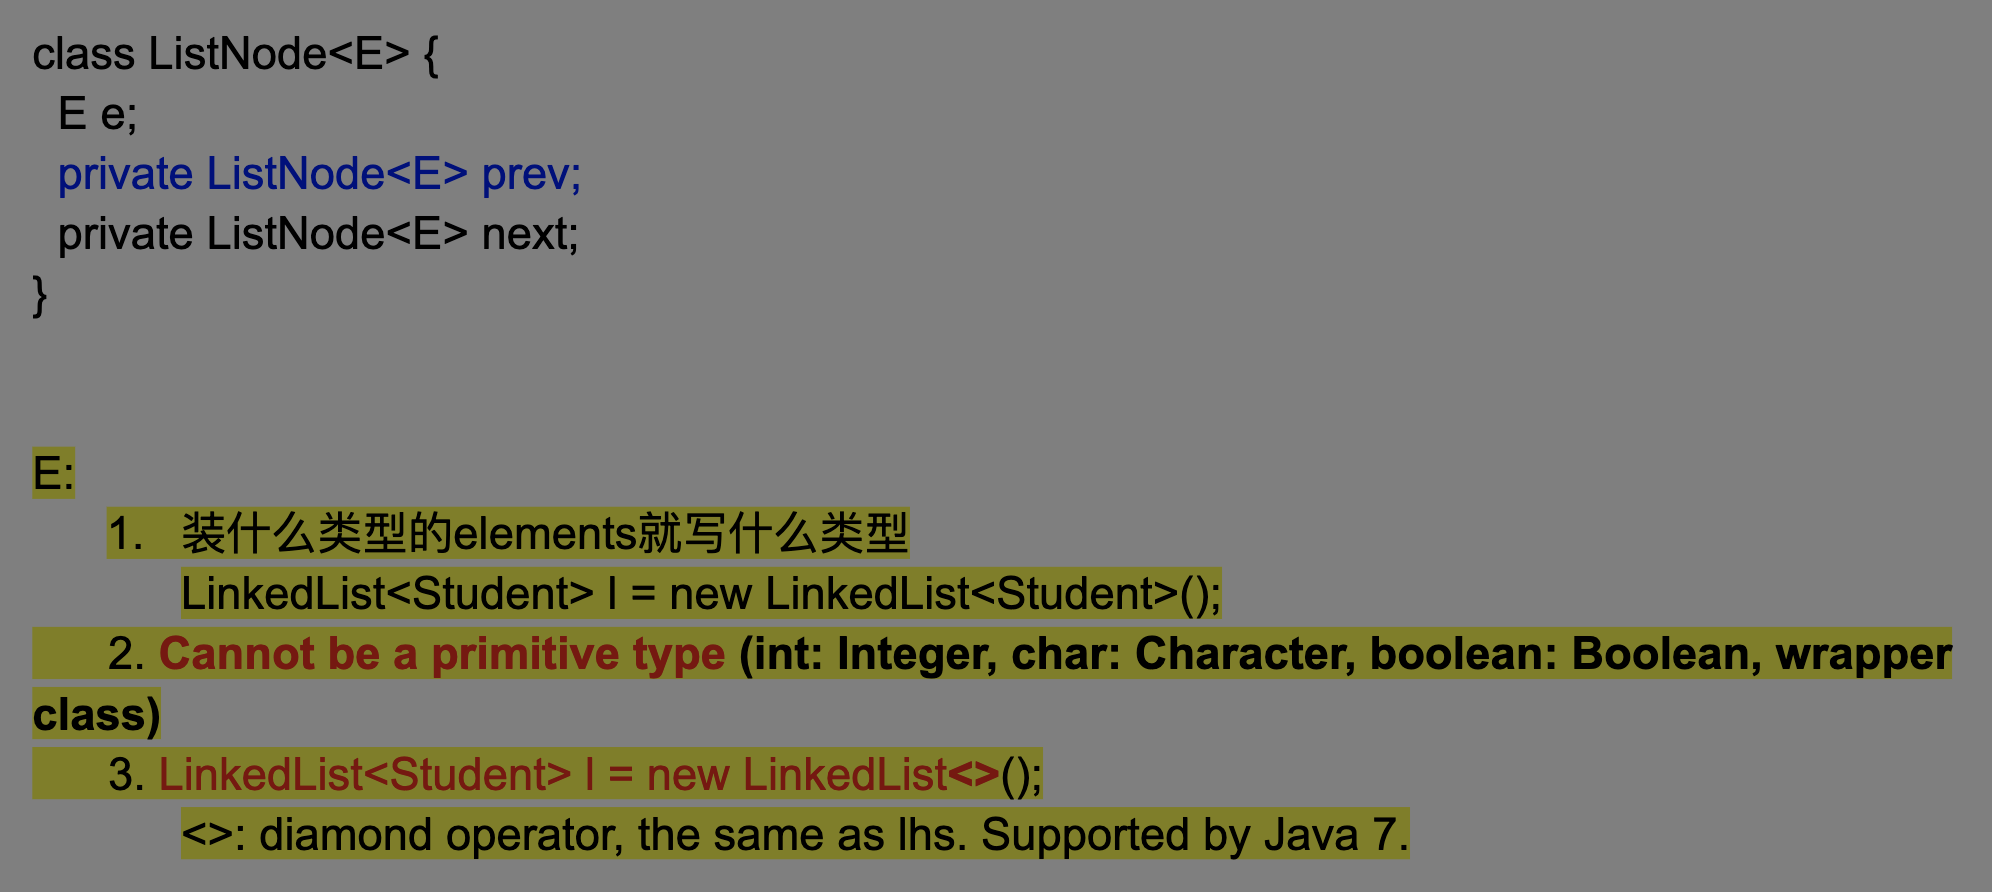 class ListNode<E> {
E e;
private ListNode<E> prev;
private ListNode<E> next;
}
E:
1. 装什么类型的elements就写什么类型
LinkedList<Student> l = new LinkedList<Student>();
2. Cannot be a primitive type (int: Integer, char: Character, boolean: Boolean, wrapper
class)
3. LinkedList<Student> l = new LinkedList<>();
<>: diamond operator, the same as lhs. Supported by Java 7.